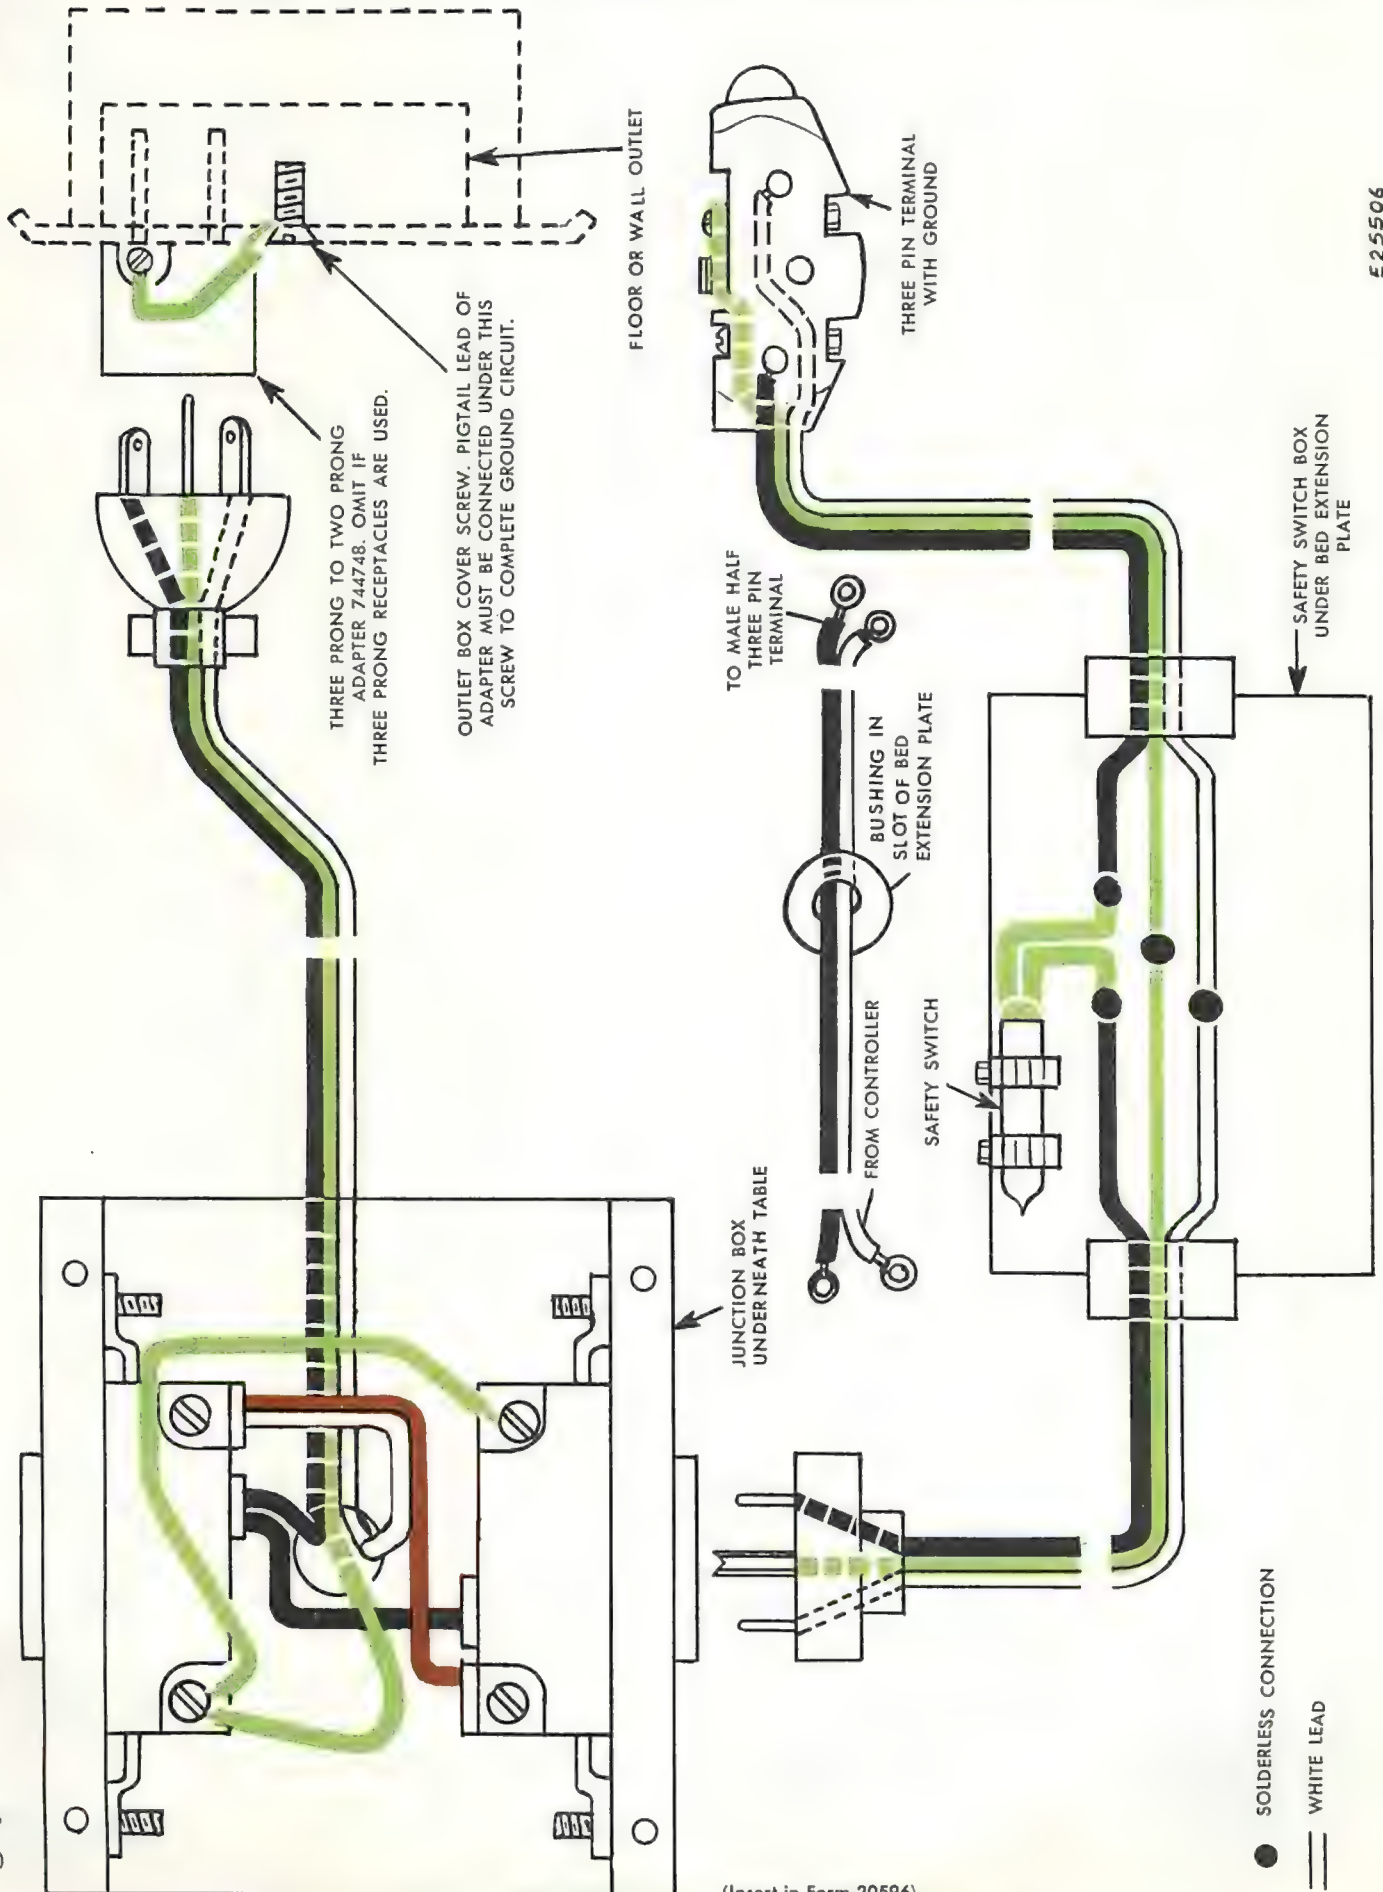 FLOOR OR WALL OUTLET
THREE PRONG TO TWO PRONG
ADAPTER 74748. OMIT IF
THREE PRONG RECEPTACLES ARE USED.
OUTLET BOX COVER SCREW. PIGTAIL LEAD OF
ADAPTER MUST BE CONNECTED UNDER THIS
SCREW TO COMPLETE GROUND CIRCUIT.
THREE PIN TERMINAL
WITH GROUND
TO MALE HALF
THREE PIN
TERMINAL
BUSHING IN
SLOT OF BED
EXTENSION PLATE
FROM CONTROLLER
SAFETY SWITCH
SAFETY SWITCH BOX
UNDER BED EXTENSION
PLATE
JUNCTION BOX
UNDERNEATH TABLE
SOLDERLESS CONNECTION
WHITE LEAD
E25506
(Insert in Form 20596)